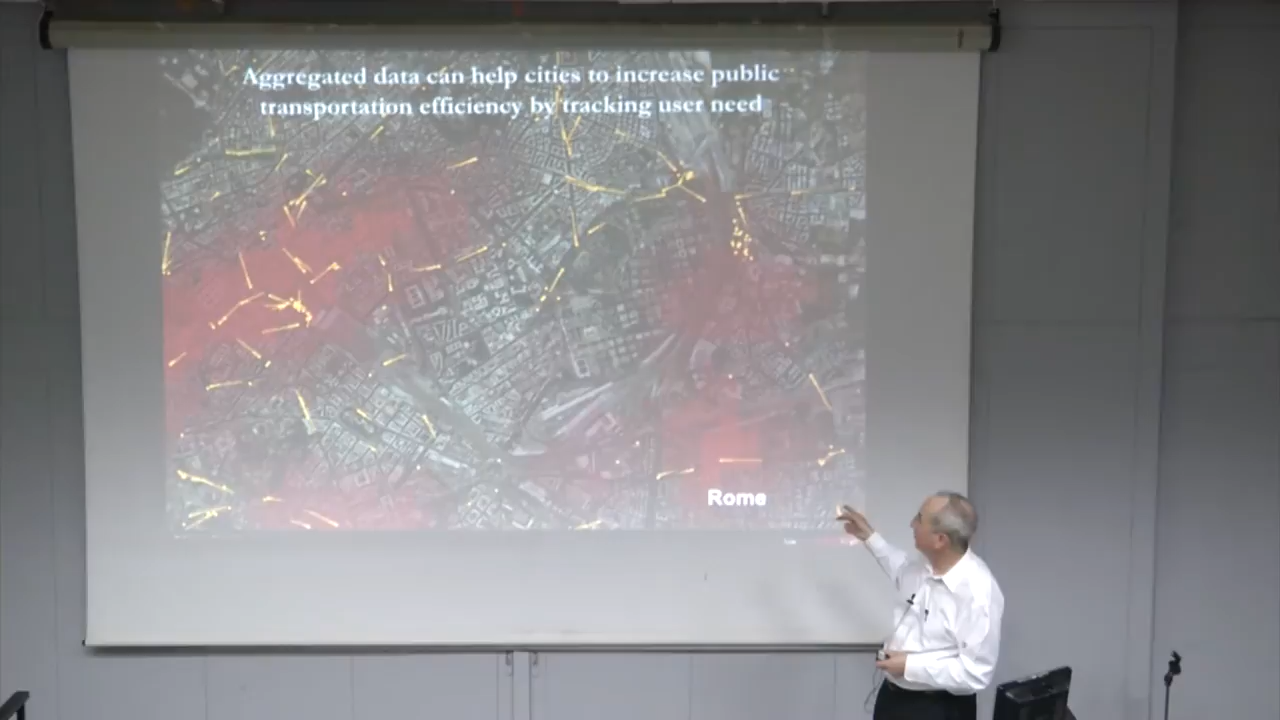 Aggregated data can help cities to increase public
transportation efficiency by tracking user need
Rome